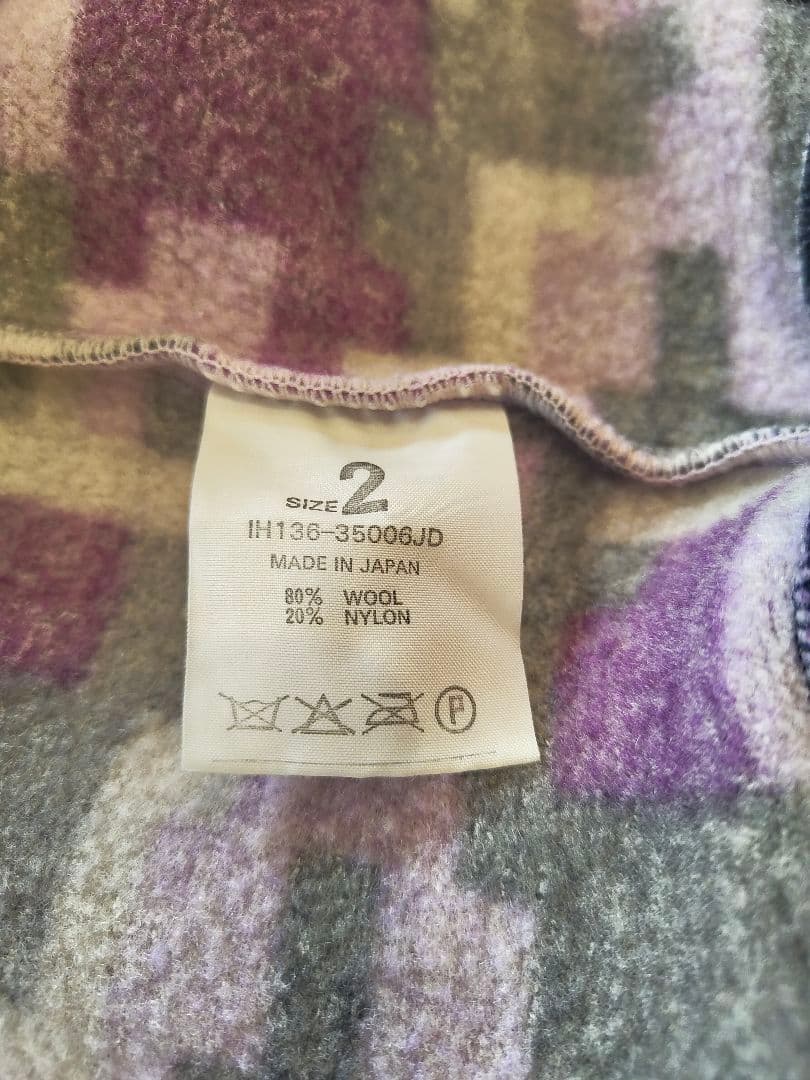 SIZE 2
IH136-35006JD
MADE IN JAPAN
80% WOOL
20% NYLON
P